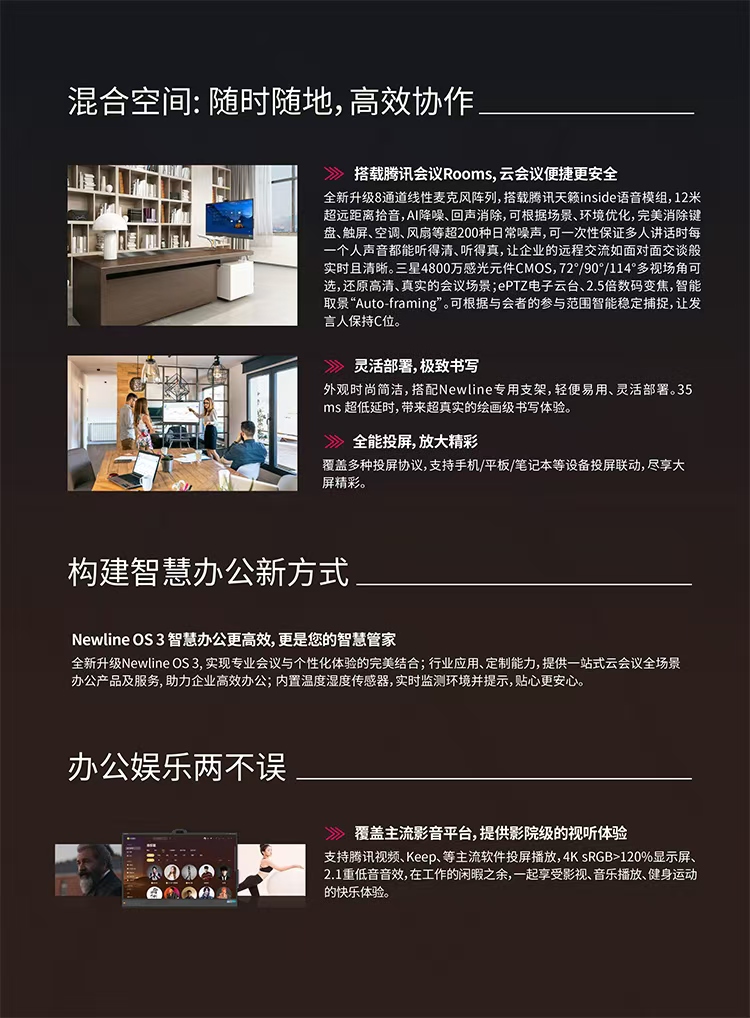 混合空间: 随时随地, 高效协作
搭载腾讯会议Rooms, 云会议便捷更安全
全新升级8通道线性麦克风阵列, 搭载腾讯天籁inside语音模组, 12米
超远距离拾音, AI降噪、回声消除, 可根据场景、环境优化, 完美消除键
盘、触屏、空调、风扇等超200种日常噪声, 可一次性保证多人讲话时每
一个人声音都能听得清、听得真, 让企业的远程交流如面对面交谈般
实时且清晰。三星4800万感光元件CMOS, 72°/90°/114°多视场角可
选, 还原高清、真实的会议场景; ePTZ电子云台、2.5倍数码变焦, 智能
取景“Auto-framing”。可根据与会者的参与范围智能稳定捕捉, 让发
言人保持C位。
灵活部署, 极致书写
外观时尚简洁, 搭配Newline专用支架, 轻便易用、灵活部署。35
ms 超低延时, 带来超真实的绘画级书写体验。
全能投屏, 放大精彩
覆盖多种投屏协议, 支持手机/平板/笔记本等设备投屏联动, 尽享大
屏精彩。
构建智慧办公新方式
Newline OS 3 智慧办公更高效, 更是您的智慧管家
全新升级Newline OS 3, 实现专业会议与个性化体验的完美结合; 行业应用、定制能力, 提供一站式云会议全场景
办公产品及服务, 助力企业高效办公; 内置温度湿度传感器, 实时监测环境并提示, 贴心更安心。
办公娱乐两不误
覆盖主流影音平台, 提供影院级的视听体验
支持腾讯视频、Keep、等主流软件投屏播放, 4K sRGB>120%显示屏、
2.1重低音音效, 在工作的闲暇之余, 一起享受影视、音乐播放、健身运动
的快乐体验。